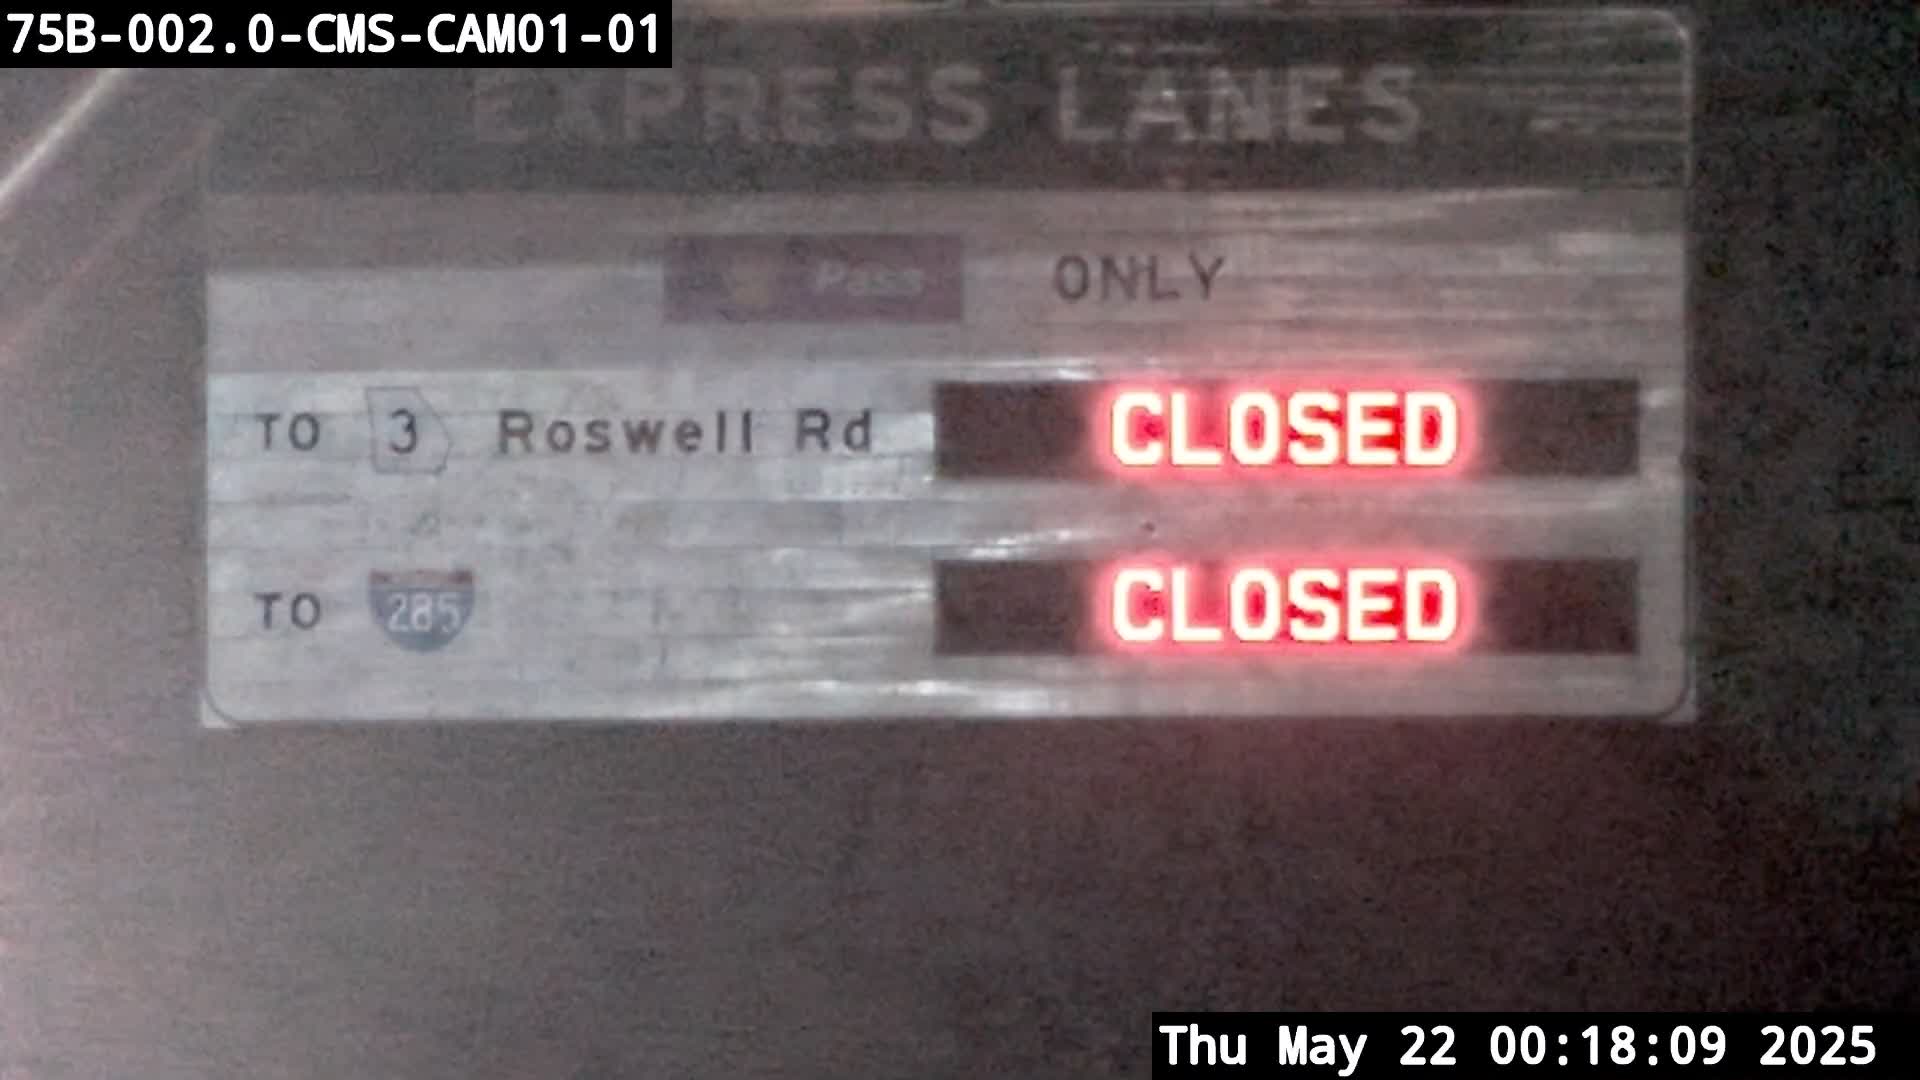 75B-002.0-CMS-CAM01-01
EXPRESS LANES
Pass ONLY
TO 3 Roswell Rd CLOSED
TO 285 CLOSED
Thu May 22 00:18:09 2025